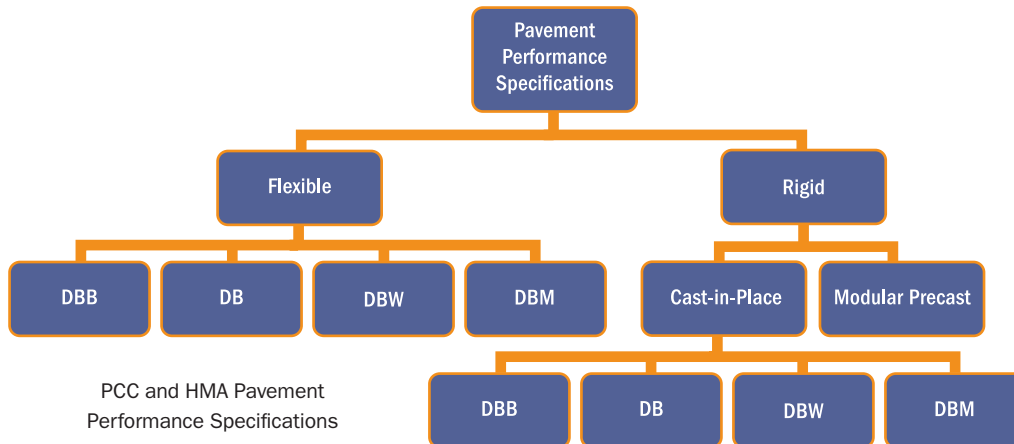 Pavement
Performance
Specifications
Flexible
Rigid
DBB
DB
DBW
DBM
Cast-in-Place
Modular Precast
DBB
DB
DBW
DBM
PCC and HMA Pavement
Performance Specifications